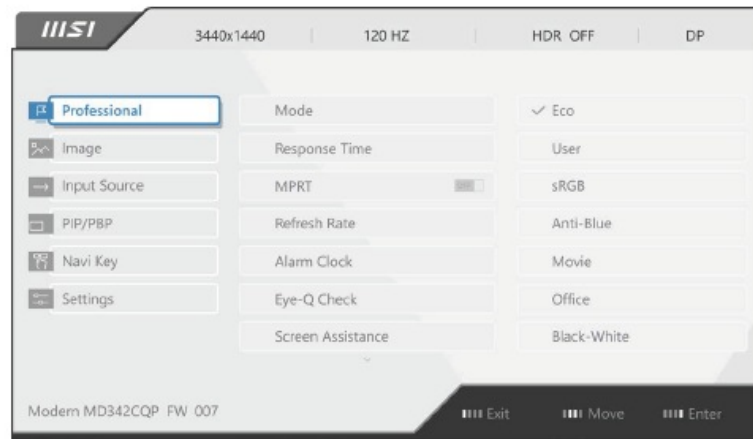 msi
3440x1440 120 HZ HDR OFF DP
Professional
Image
Input Source
PIP/PBP
Navi Key
Settings
Mode
Response Time
MPRT
Refresh Rate
Alarm Clock
Eye-Q Check
Screen Assistance
Eco
User
sRGB
Anti-Blue
Movie
Office
Black-White
Modern MD342CQP FW 007
Exit Move Enter